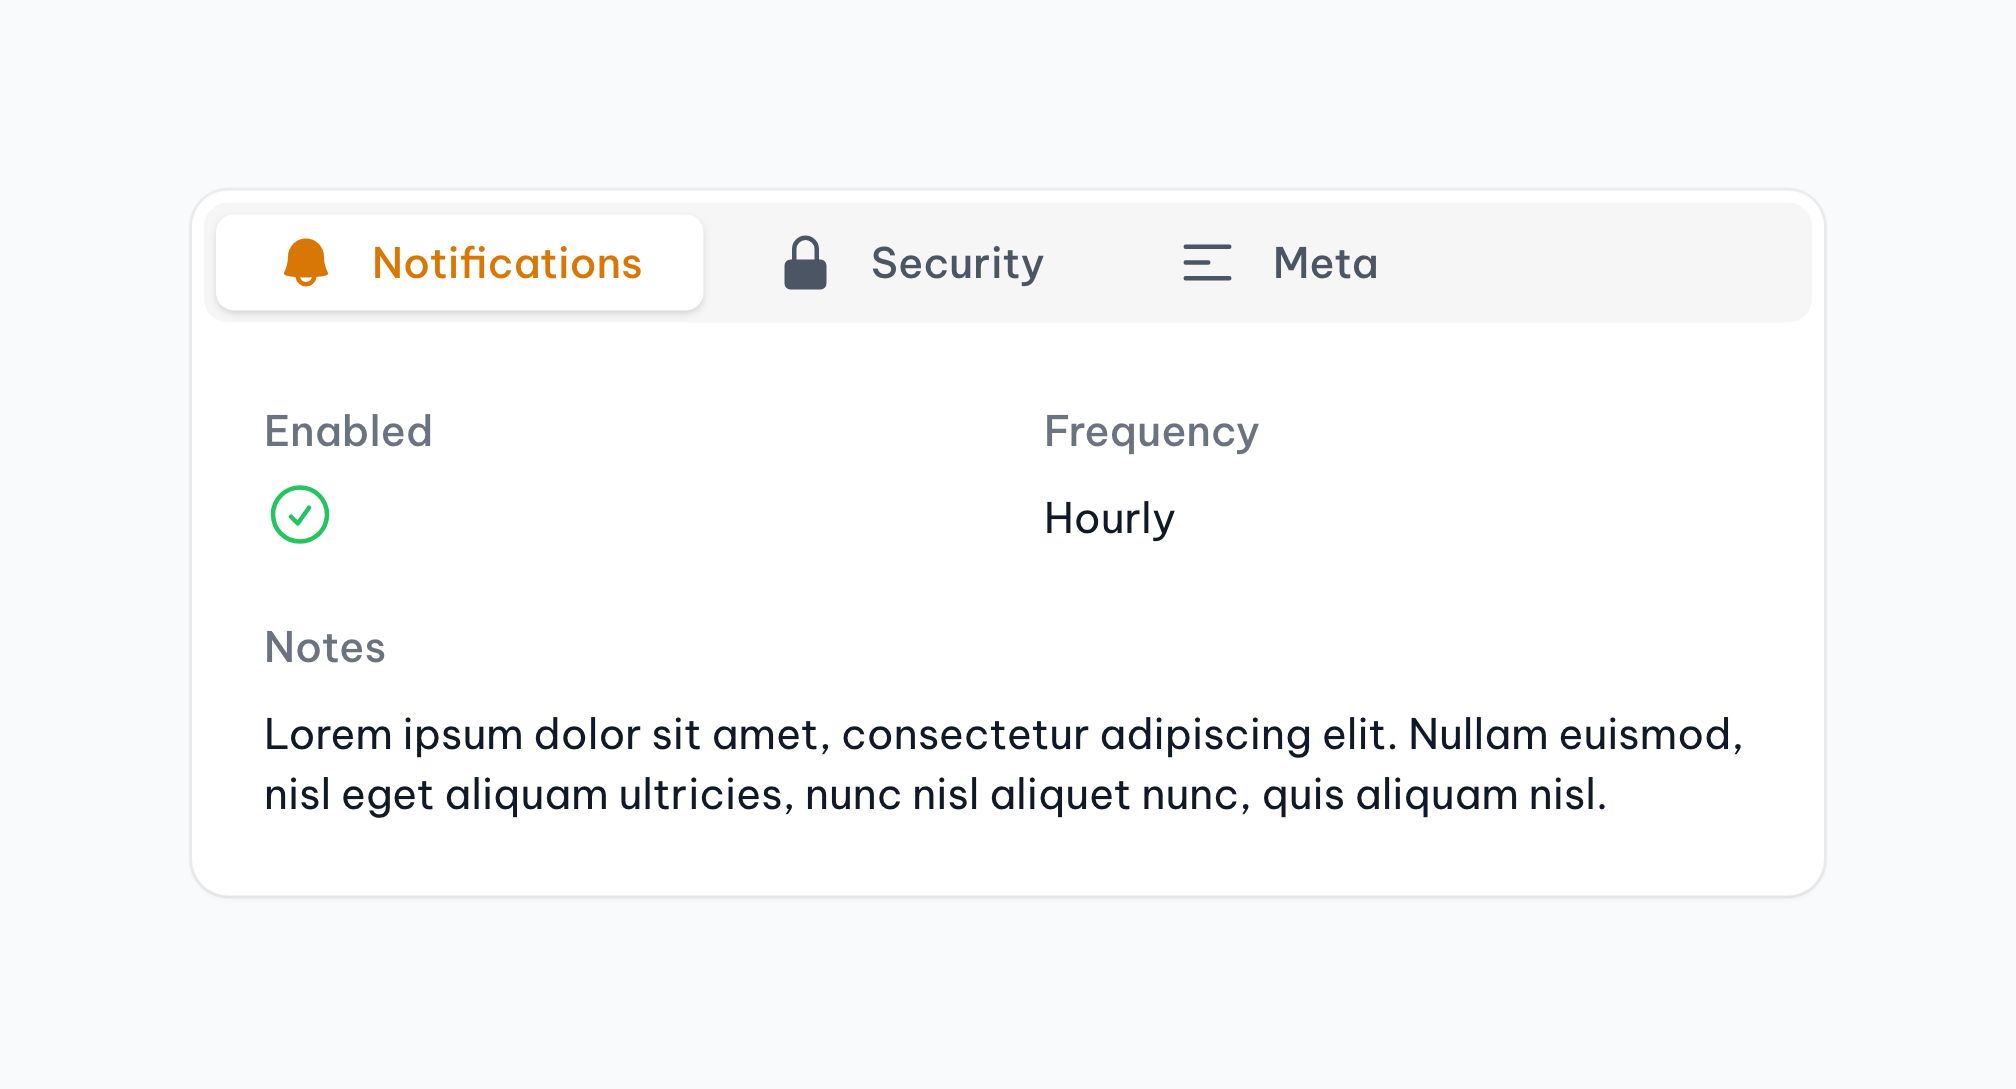 Notifications Security Meta
Enabled Frequency
Hourly
Notes
Lorem ipsum dolor sit amet, consectetur adipiscing elit. Nullam euismod,
nisl eget aliquam ultricies, nunc nisl aliquet nunc, quis aliquam nisl.